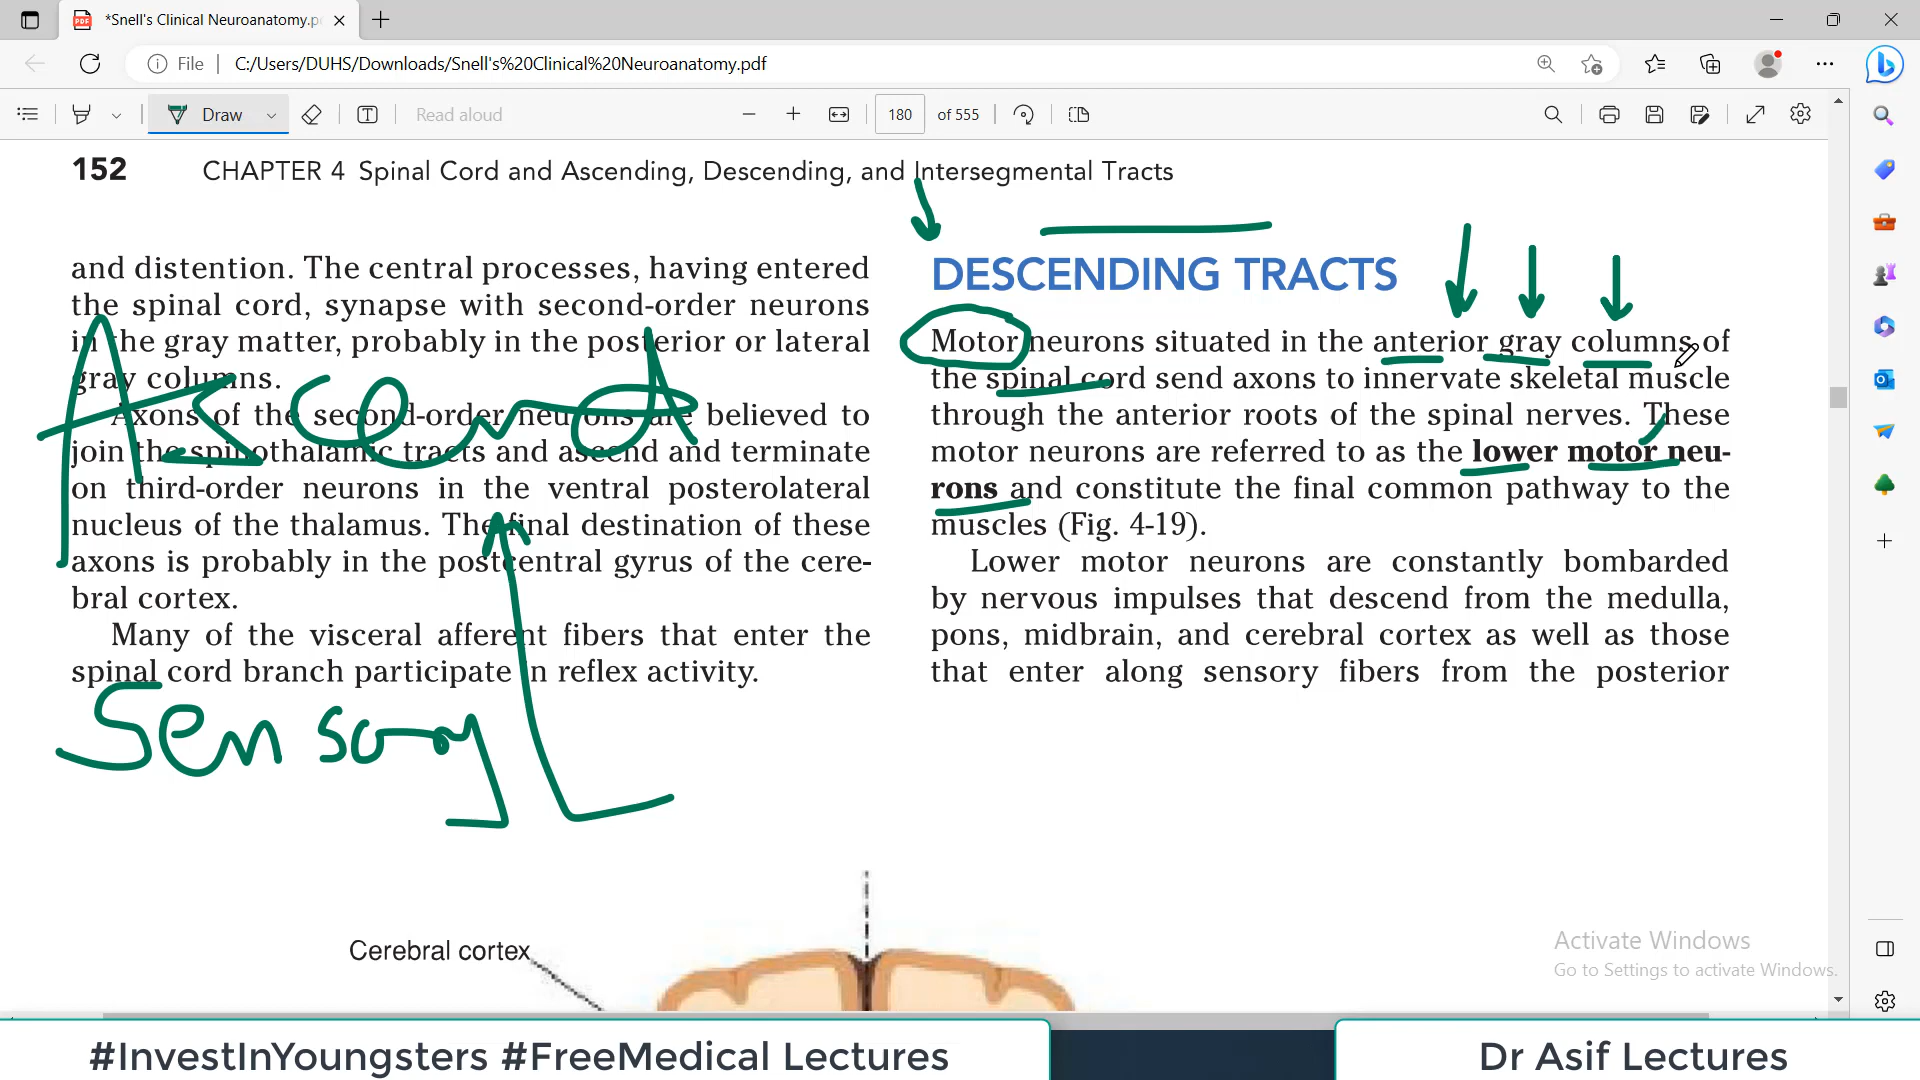 *Snell's Clinical Neuroanatomy.p
File
C:/Users/DUHS/Downloads/Snell's%20Clinical%20Neuroanatomy.pdf
Draw
Read aloud
180
of 555
152
CHAPTER 4 Spinal Cord and Ascending, Descending, and Intersegmental Tracts
and distention. The central processes, having entered
the spinal cord, synapse with second-order neurons
in the gray matter, probably in the posterior or lateral
gray columns.
Axons of the second-order neurons are believed to
join the spinothalamic tracts and ascend and terminate
on third-order neurons in the ventral posterolateral
nucleus of the thalamus. The final destination of these
axons is probably in the postcentral gyrus of the cere-
bral cortex.
Many of the visceral afferent fibers that enter the
spinal cord branch participate in reflex activity.
Ascend
Sensory
DESCENDING TRACTS
Motor neurons situated in the anterior gray columns of
the spinal cord send axons to innervate skeletal muscle
through the anterior roots of the spinal nerves. These
motor neurons are referred to as the lower motor neu-
rons and constitute the final common pathway to the
muscles (Fig. 4-19).
Lower motor neurons are constantly bombarded
by nervous impulses that descend from the medulla,
pons, midbrain, and cerebral cortex as well as those
that enter along sensory fibers from the posterior
Cerebral cortex
Activate Windows
Go to Settings to activate Windows.
#InvestInYoungsters #FreeMedical Lectures
Dr Asif Lectures